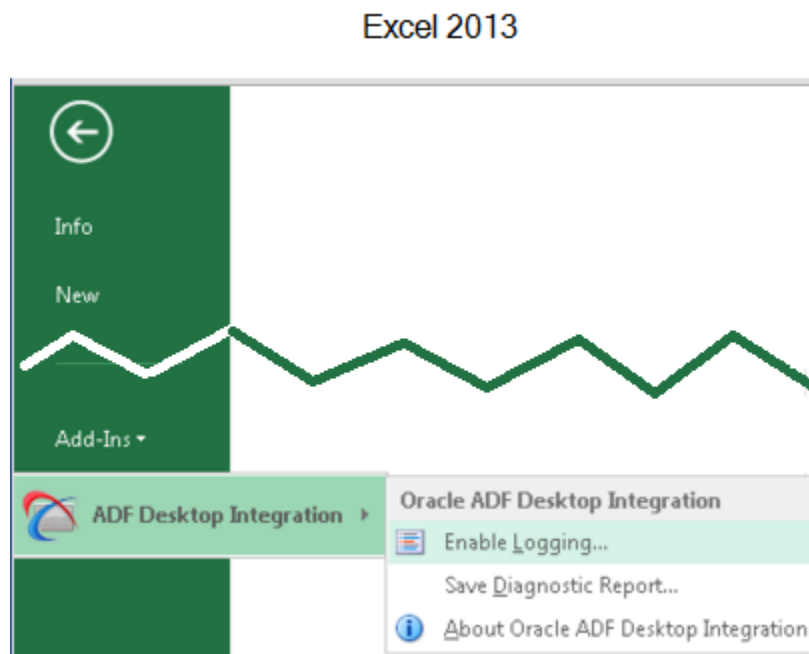 Excel 2013
Info
New
Add-Ins
ADF Desktop Integration
Oracle ADF Desktop Integration
Enable Logging...
Save Diagnostic Report...
About Oracle ADF Desktop Integration